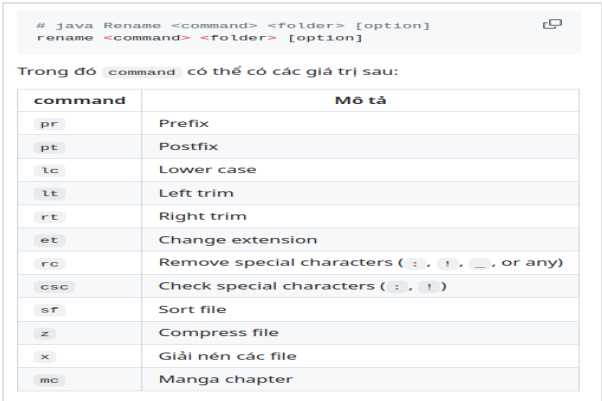 # java Rename <command> <folder> [option]
rename <command> <folder> [option]
Trong đó command có thể có các giá trị sau:
command Mô tả
pr Prefix
pt Postfix
lc Lower case
lt Left trim
rt Right trim
et Change extension
rc Remove special characters ( : , ! , _ , or any)
csc Check special characters ( : , ! )
sf Sort file
z Compress file
x Giải nén các file
mc Manga chapter